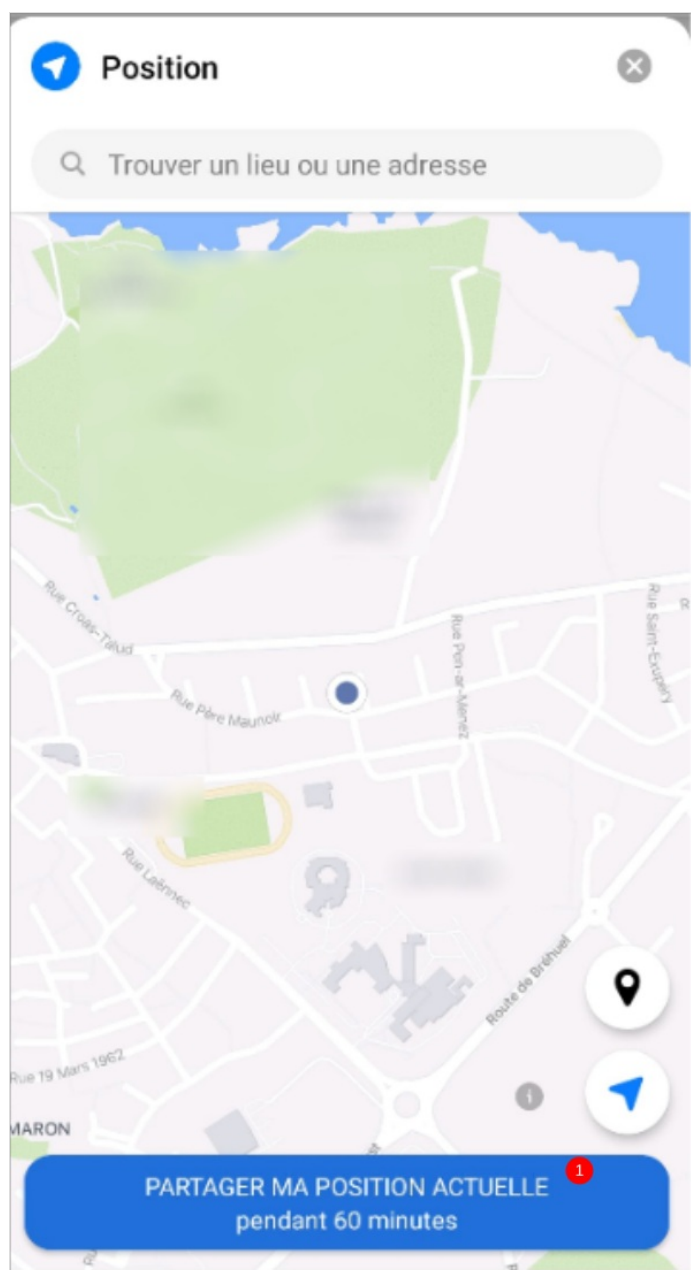 Position
Trouver un lieu ou une adresse
Rue Croas-Talud
Rue Pon-ar-Menez
Rue Saint-Exupéry
Rue Père Maunoir
Rue Laënnec
Route de Bréhuel
Rue 19 Mars 1962
MARON
1
PARTAGER MA POSITION ACTUELLE
pendant 60 minutes